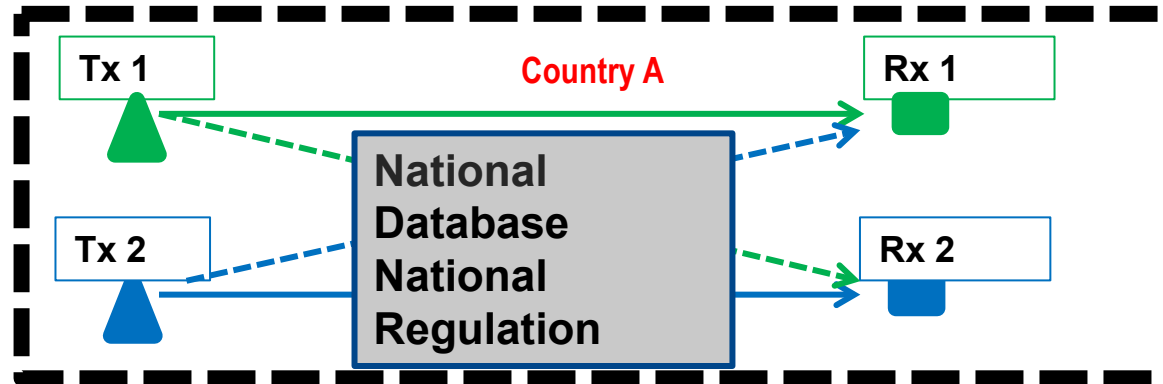 Tx 1
Country A
Rx 1
National
Database
National
Regulation
Tx 2
Rx 2